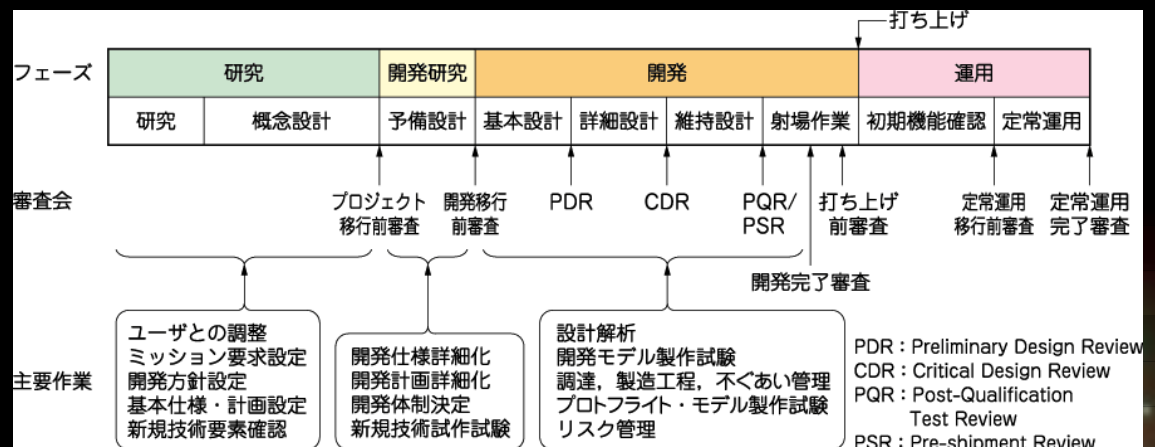 打ち上げ
フェーズ
研究
開発研究
開発
運用
研究
概念設計
予備設計
基本設計
詳細設計
維持設計
射場作業
初期機能確認
定常運用
審査会
プロジェクト
移行前審査
開発移行
前審査
PDR
CDR
PQR/
PSR
打ち上げ
前審査
定常運用
移行前審査
定常運用
完了審査
開発完了審査
主要作業
ユーザとの調整
ミッション要求設定
開発方針設定
基本仕様・計画設定
新規技術要素確認
開発仕様詳細化
開発計画詳細化
開発体制決定
新規技術試作試験
設計解析
開発モデル製作試験
調達，製造工程，不ぐあい管理
プロトフライト・モデル製作試験
リスク管理
PDR：Preliminary Design Review
CDR：Critical Design Review
PQR：Post-Qualification
Test Review
PSR：Pre-shipment Review